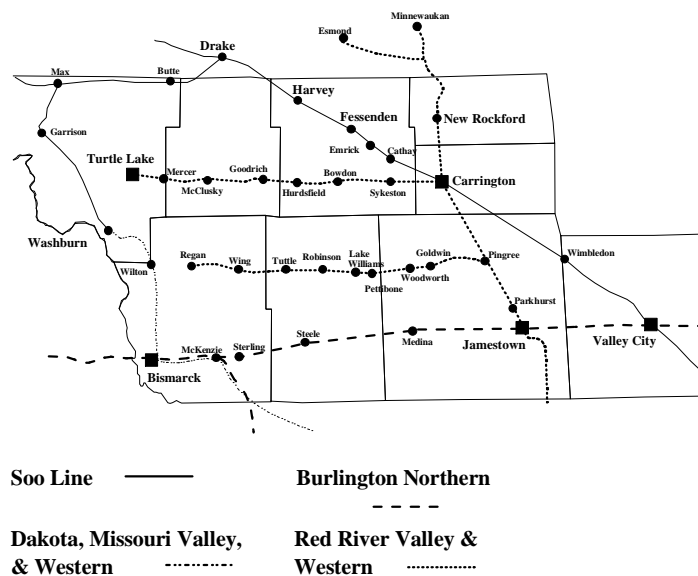 Minnewaukan
Esmond
Drake
Max
Butte
Harvey
Fessenden
New Rockford
Garrison
Emrick
Cathay
Turtle Lake
Mercer
McClusky
Goodrich
Hurdsfield
Bowdon
Sykeston
Carrington
Washburn
Wilton
Regan
Wing
Tuttle
Robinson
Lake
Williams
Pettibone
Woodworth
Goldwin
Pingree
Wimbledon
Parkhurst
McKenzie
Sterling
Steele
Medina
Jamestown
Valley City
Bismarck
Soo Line
Burlington Northern
Dakota, Missouri Valley,
& Western
Red River Valley &
Western